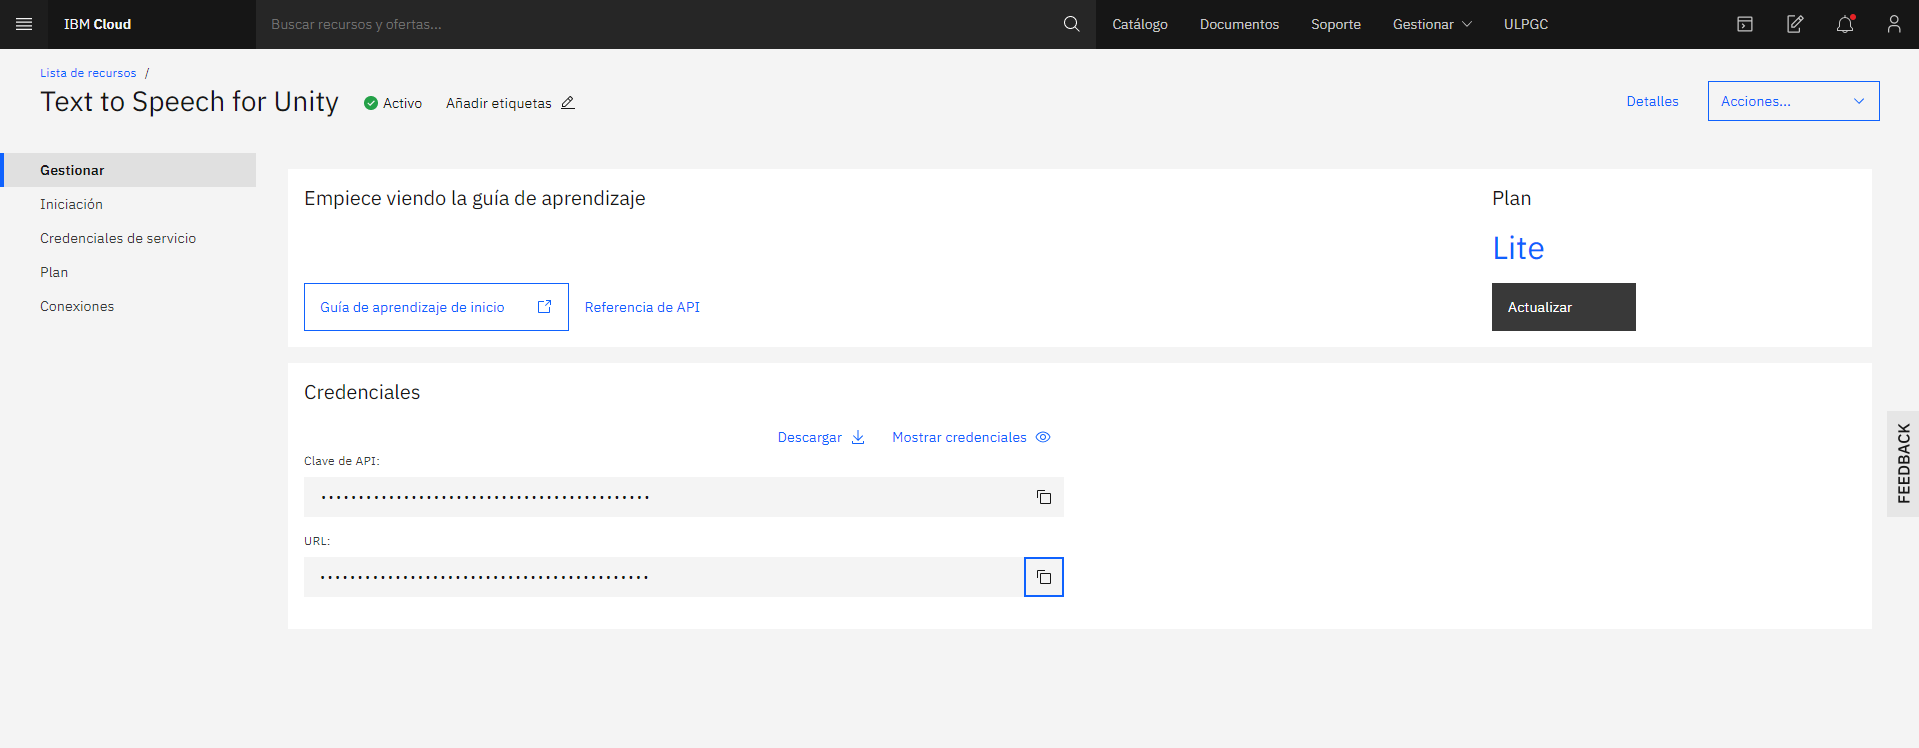 IBM Cloud
Buscar recursos y ofertas...
Catálogo
Documentos
Soporte
Gestionar
ULPGC
Lista de recursos /
Text to Speech for Unity
Activo
Añadir etiquetas
Detalles
Acciones...
Gestionar
Iniciación
Credenciales de servicio
Plan
Conexiones
Empiece viendo la guía de aprendizaje
Guía de aprendizaje de inicio
Referencia de API
Plan
Lite
Actualizar
Credenciales
Descargar
Mostrar credenciales
Clave de API:
URL:
FEEDBACK